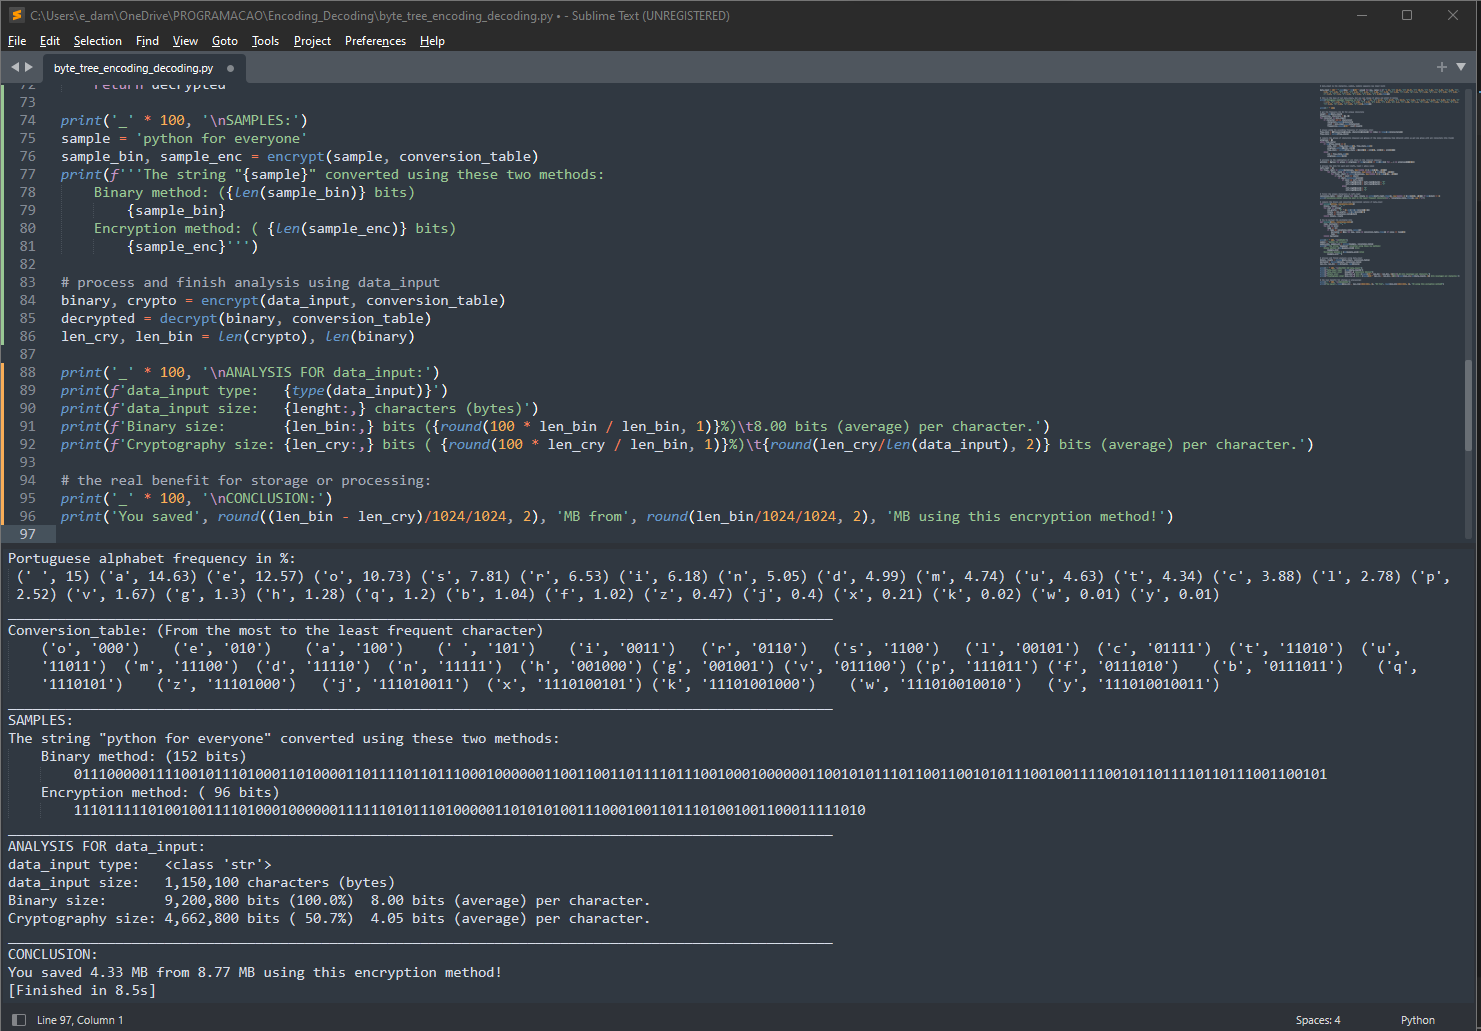 C:\Users\e_dam\OneDrive\PROGRAMACAO\Encoding_Decoding\byte_tree_encoding_decoding.py • - Sublime Text (UNREGISTERED)
File Edit Selection Find View Goto Tools Project Preferences Help
byte_tree_encoding_decoding.py
72 return decrypted
73
74 print('_' * 100, '\nSAMPLES:')
75 sample = 'python for everyone'
76 sample_bin, sample_enc = encrypt(sample, conversion_table)
77 print(f'''The string "{sample}" converted using these two methods:
78 Binary method: ({len(sample_bin)} bits)
79 {sample_bin}
80 Encryption method: ( {len(sample_enc)} bits)
81 {sample_enc}''')
82
83 # process and finish analysis using data_input
84 binary, crypto = encrypt(data_input, conversion_table)
85 decrypted = decrypt(binary, conversion_table)
86 len_cry, len_bin = len(crypto), len(binary)
87
88 print('_' * 100, '\nANALYSIS FOR data_input:')
89 print(f'data_input type:   {type(data_input)}')
90 print(f'data_input size:   {lenght:,} characters (bytes)')
91 print(f'Binary size:       {len_bin:,} bits ({round(100 * len_bin / len_bin, 1)}%)\t8.00 bits (average) per character.')
92 print(f'Cryptography size: {len_cry:,} bits ( {round(100 * len_cry / len_bin, 1)}%)\t{round(len_cry/len(data_input), 2)} bits (average) per character.')
93
94 # the real benefit for storage or processing:
95 print('_' * 100, '\nCONCLUSION:')
96 print('You saved', round((len_bin - len_cry)/1024/1024, 2), 'MB from', round(len_bin/1024/1024, 2), 'MB using this encryption method!')
97
Portuguese alphabet frequency in %:
(' ', 15) ('a', 14.63) ('e', 12.57) ('o', 10.73) ('s', 7.81) ('r', 6.53) ('i', 6.18) ('n', 5.05) ('d', 4.99) ('m', 4.74) ('u', 4.63) ('t', 4.34) ('c', 3.88) ('l', 2.78) ('p',
2.52) ('v', 1.67) ('g', 1.3) ('h', 1.28) ('q', 1.2) ('b', 1.04) ('f', 1.02) ('z', 0.47) ('j', 0.4) ('x', 0.21) ('k', 0.02) ('w', 0.01) ('y', 0.01)
Conversion_table: (From the most to the least frequent character)
('o', '000') ('e', '010') ('a', '100') (' ', '101') ('i', '0011') ('r', '0110') ('s', '1100') ('l', '00101') ('c', '01111') ('t', '11010') ('u',
'11011') ('m', '11100') ('d', '11110') ('n', '11111') ('h', '001000') ('g', '001001') ('v', '011100') ('p', '111011') ('f', '0111010') ('b', '0111011') ('q',
'1110101') ('z', '11101000') ('j', '111010011') ('x', '1110100101') ('k', '11101001000') ('w', '111010010010') ('y', '111010010011')
SAMPLES:
The string "python for everyone" converted using these two methods:
Binary method: (152 bits)
01110000011110010111010001101000011011110110111000100000011001100110111101110010001000000110010101110110011001010111001001111001011011110110111001100101
Encryption method: ( 96 bits)
111011111010010011110100010000001111110101110100000110101010011100010011011101001001100011111010
ANALYSIS FOR data_input:
data_input type:   <class 'str'>
data_input size:   1,150,100 characters (bytes)
Binary size:       9,200,800 bits (100.0%)  8.00 bits (average) per character.
Cryptography size: 4,662,800 bits ( 50.7%)  4.05 bits (average) per character.
CONCLUSION:
You saved 4.33 MB from 8.77 MB using this encryption method!
[Finished in 8.5s]
Line 97, Column 1 Spaces: 4 Python